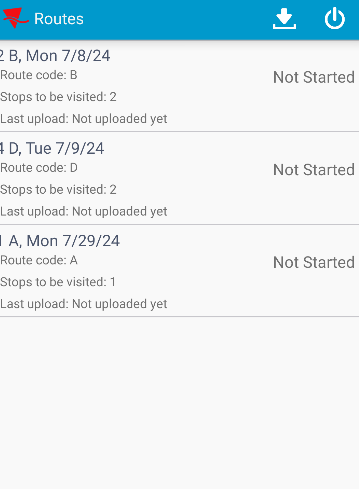 Routes
2 B, Mon 7/8/24
Route code: B
Not Started
Stops to be visited: 2
Last upload: Not uploaded yet
4 D, Tue 7/9/24
Route code: D
Not Started
Stops to be visited: 2
Last upload: Not uploaded yet
1 A, Mon 7/29/24
Route code: A
Not Started
Stops to be visited: 1
Last upload: Not uploaded yet